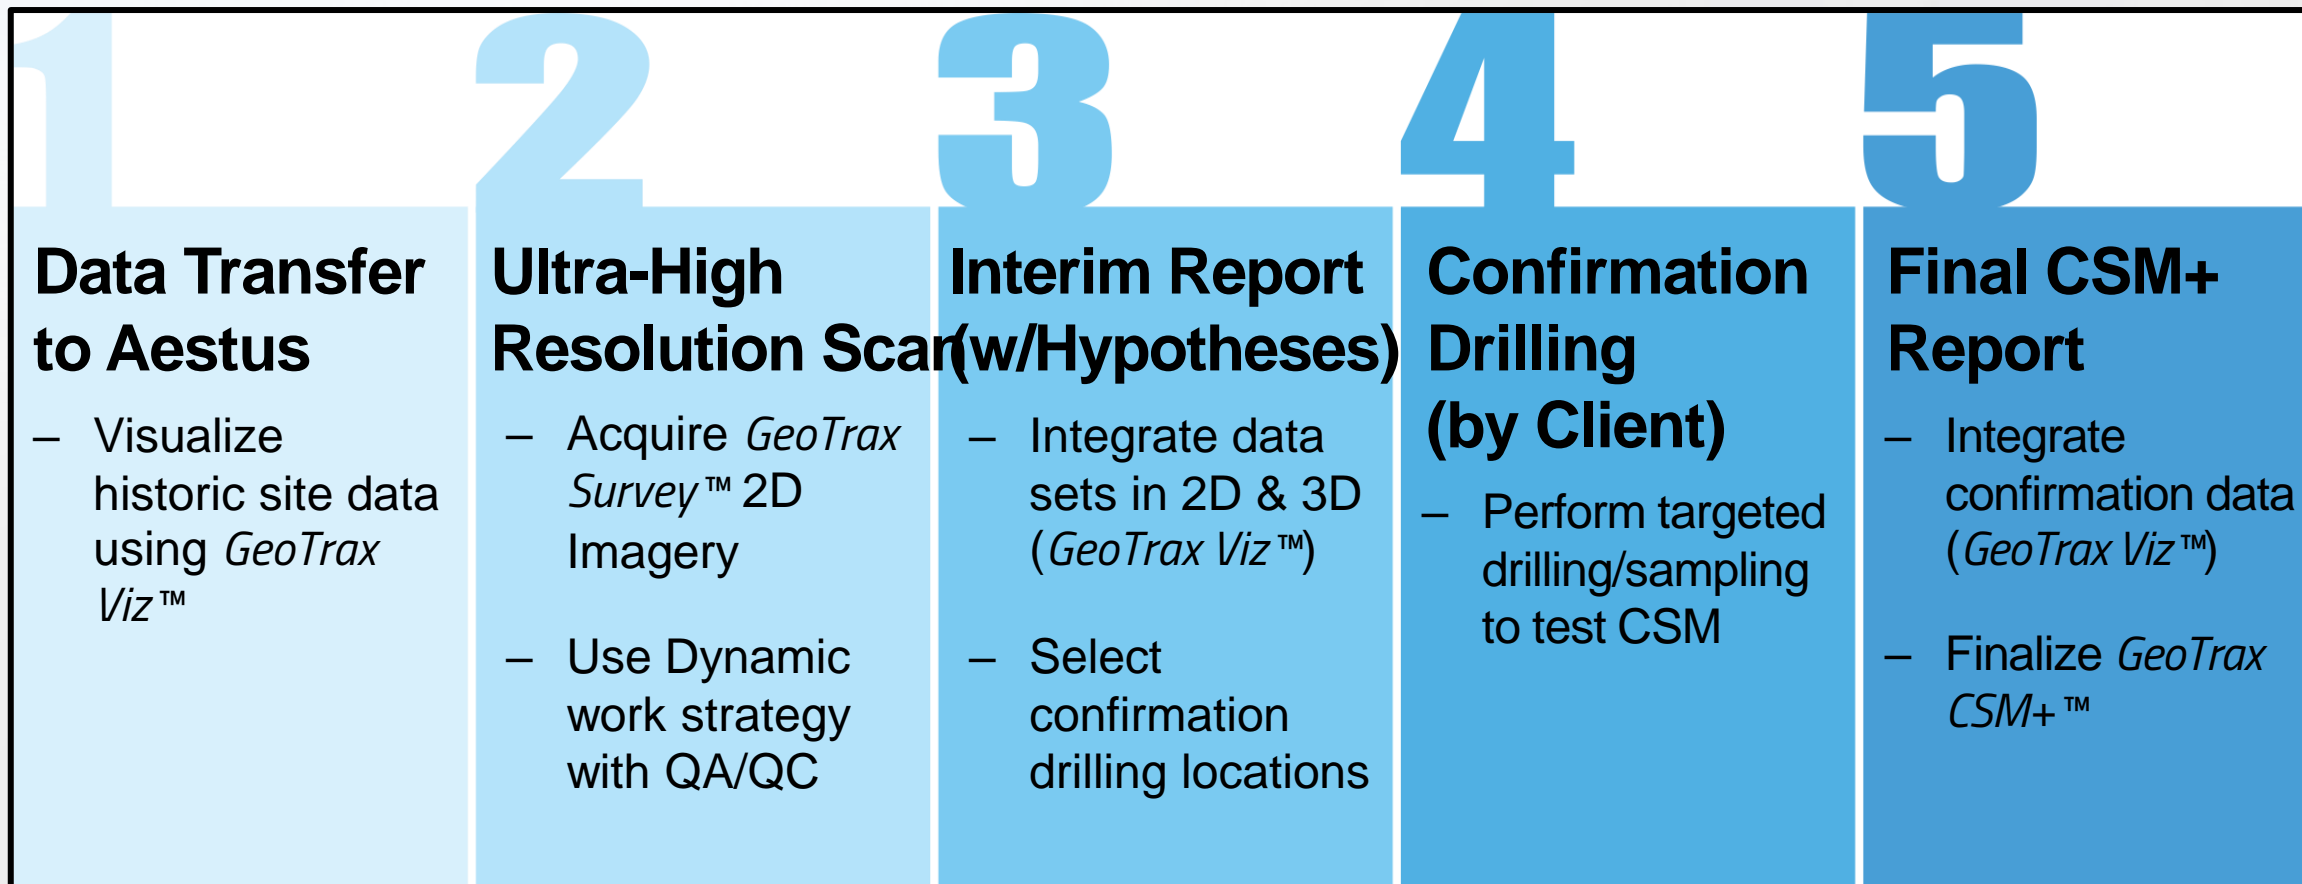 1
Data Transfer
to Aestus
– Visualize
historic site data
using GeoTrax
Viz™
2
Ultra-High
Resolution Scan
– Acquire GeoTrax
Survey™ 2D
Imagery
– Use Dynamic
work strategy
with QA/QC
3
Interim Report
(w/Hypotheses)
– Integrate data
sets in 2D & 3D
(GeoTrax Viz™)
– Select
confirmation
drilling locations
4
Confirmation
Drilling
(by Client)
– Perform targeted
drilling/sampling
to test CSM
5
Final CSM+
Report
– Integrate
confirmation data
(GeoTrax Viz™)
– Finalize GeoTrax
CSM+™